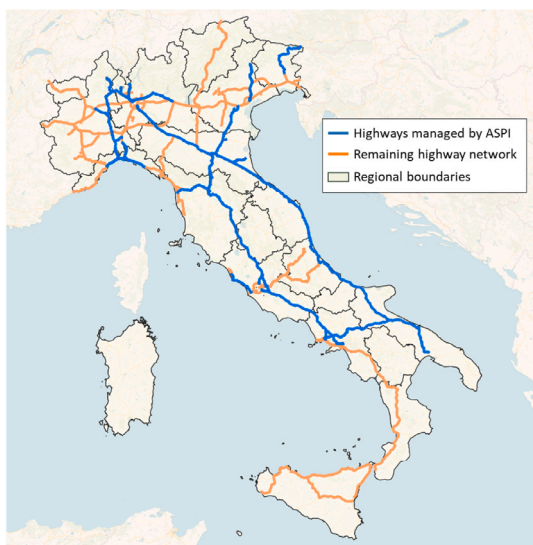 Highways managed by ASPI
Remaining highway network
Regional boundaries